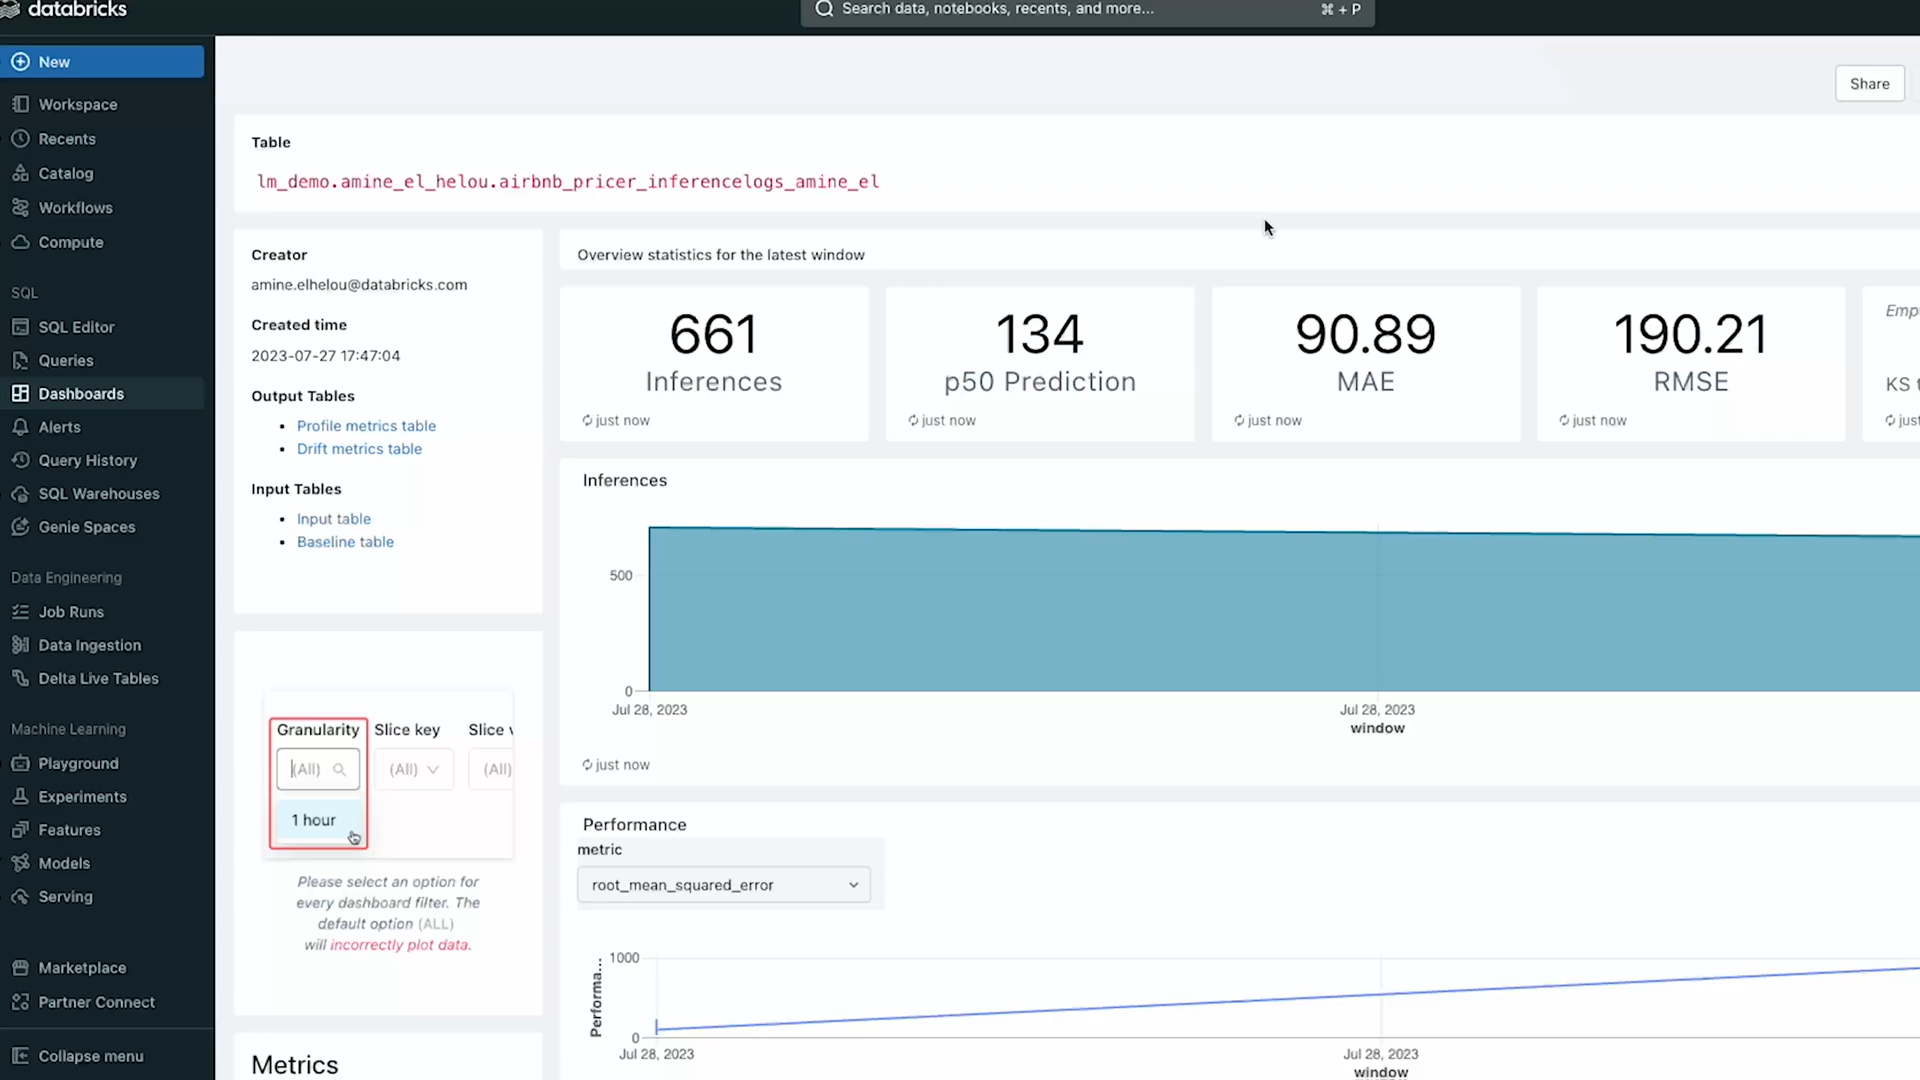 databricks
Search data, notebooks, recents, and more...
⌘ + P
New
Workspace
Recents
Catalog
Workflows
Compute
SQL
SQL Editor
Queries
Dashboards
Alerts
Query History
SQL Warehouses
Genie Spaces
Data Engineering
Job Runs
Data Ingestion
Delta Live Tables
Machine Learning
Playground
Experiments
Features
Models
Serving
Marketplace
Partner Connect
Collapse menu
Share
Table
lm_demo.amine_el_helou.airbnb_pricer_inferencelogs_amine_el
Creator
amine.elhelou@databricks.com
Created time
2023-07-27 17:47:04
Output Tables
• Profile metrics table
• Drift metrics table
Input Tables
• Input table
• Baseline table
Granularity Slice key Slice
(All) (All) (All)
1 hour
Please select an option for
every dashboard filter. The
default option (ALL)
will incorrectly plot data.
Metrics
Overview statistics for the latest window
661
Inferences
just now
134
p50 Prediction
just now
90.89
MAE
just now
190.21
RMSE
just now
KS
Inferences
500
0
Jul 28, 2023
Jul 28, 2023
window
just now
Performance
metric
root_mean_squared_error
Performa...
1000
0
Jul 28, 2023
Jul 28, 2023
window